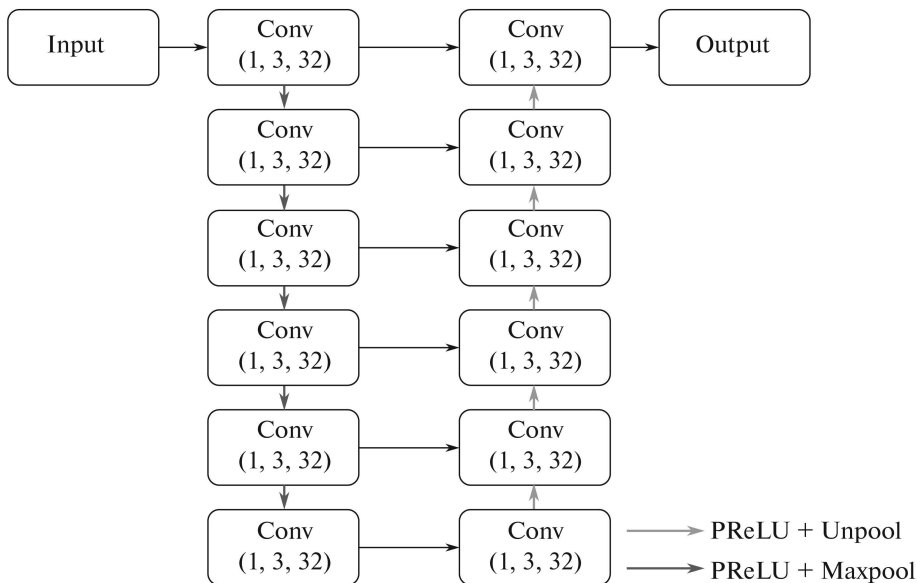 Input
Conv
(1, 3, 32)
Conv
(1, 3, 32)
Output
Conv
(1, 3, 32)
Conv
(1, 3, 32)
Conv
(1, 3, 32)
Conv
(1, 3, 32)
Conv
(1, 3, 32)
Conv
(1, 3, 32)
Conv
(1, 3, 32)
Conv
(1, 3, 32)
Conv
(1, 3, 32)
Conv
(1, 3, 32)
PReLU + Unpool
PReLU + Maxpool